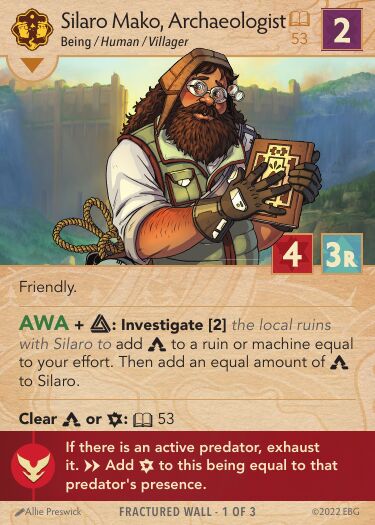 Silaro Mako, Archaeologist
53
2
Being / Human / Villager
4
3R
Friendly.
AWA + : Investigate [2] the local ruins
with Silaro to add to a ruin or machine equal
to your effort. Then add an equal amount of
to Silaro.
Clear or : 53
If there is an active predator, exhaust
it. Add to this being equal to that
predator's presence.
Allie Preswick
FRACTURED WALL - 1 OF 3
©2022 EBG